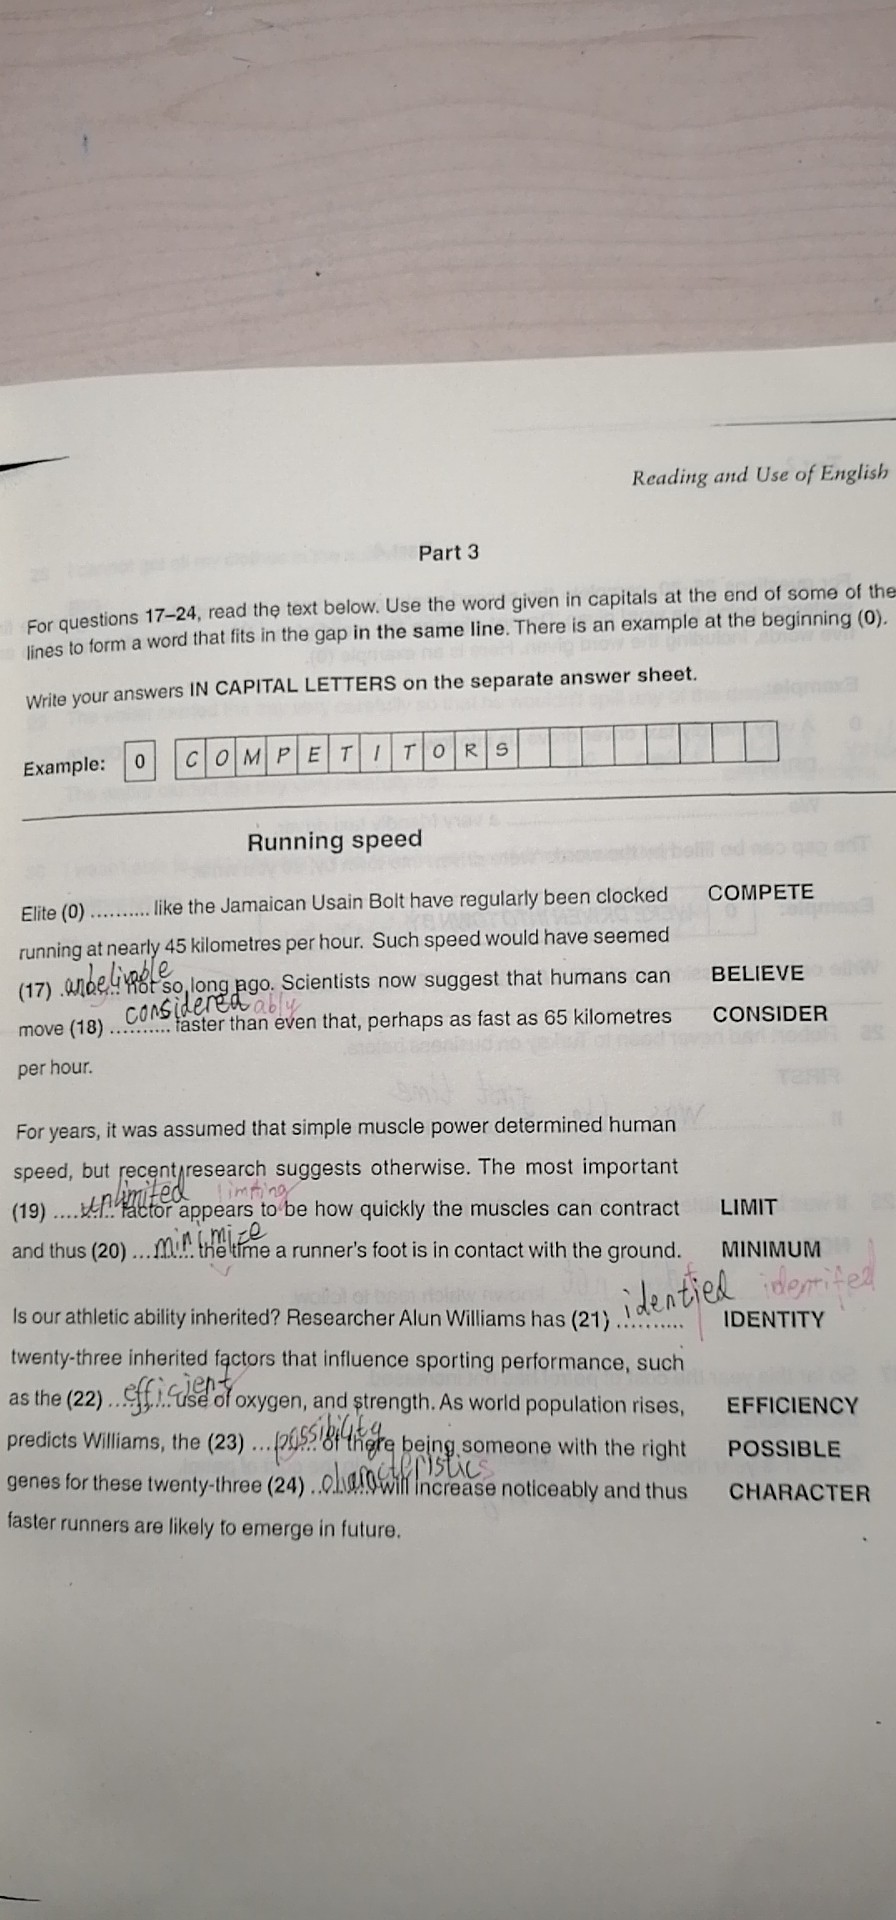 Reading and Use of English
Part 3
For questions 17–24, read the text below. Use the word given in capitals at the end of some of the
lines to form a word that fits in the gap in the same line. There is an example at the beginning (0).
Write your answers IN CAPITAL LETTERS on the separate answer sheet.
Example: 0 COMPETITORS
Running speed
Elite (0) .......... like the Jamaican Usain Bolt have regularly been clocked COMPETE
running at nearly 45 kilometres per hour. Such speed would have seemed
(17) not so long ago. Scientists now suggest that humans can BELIEVE
considered ably
move (18) .......... faster than even that, perhaps as fast as 65 kilometres CONSIDER
per hour.
For years, it was assumed that simple muscle power determined human
speed, but recent research suggests otherwise. The most important
unlimited limiting
(19) .... factor appears to be how quickly the muscles can contract LIMIT
and thus (20) ... minimize the time a runner's foot is in contact with the ground. MINIMUM
identied identifed
Is our athletic ability inherited? Researcher Alun Williams has (21) .......... IDENTITY
twenty-three inherited factors that influence sporting performance, such
as the (22) ... efficient use of oxygen, and strength. As world population rises, EFFICIENCY
predicts Williams, the (23) ... possibility of there being someone with the right POSSIBLE
genes for these twenty-three (24) .. characteristics will increase noticeably and thus CHARACTER
faster runners are likely to emerge in future.